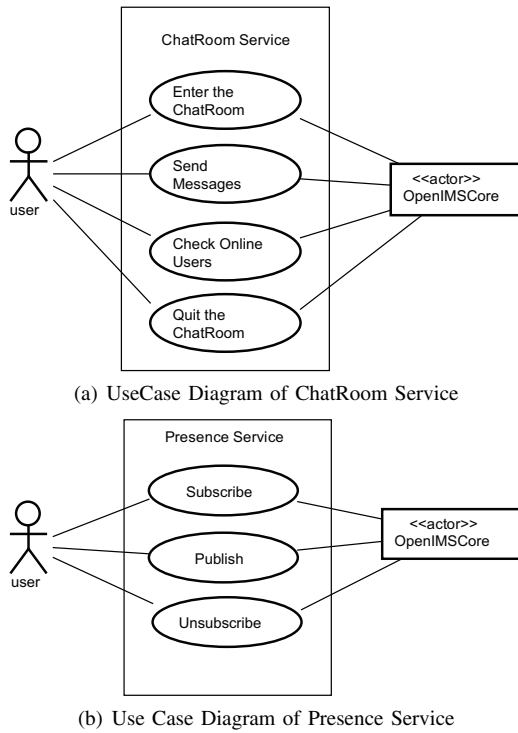 ChatRoom Service
Enter the
ChatRoom
Send
Messages
<<actor>>
OpenIMSCore
user
Check Online
Users
Quit the
ChatRoom
(a) UseCase Diagram of ChatRoom Service
Presence Service
Subscribe
<<actor>>
OpenIMSCore
Publish
user
Unsubscribe
(b) Use Case Diagram of Presence Service